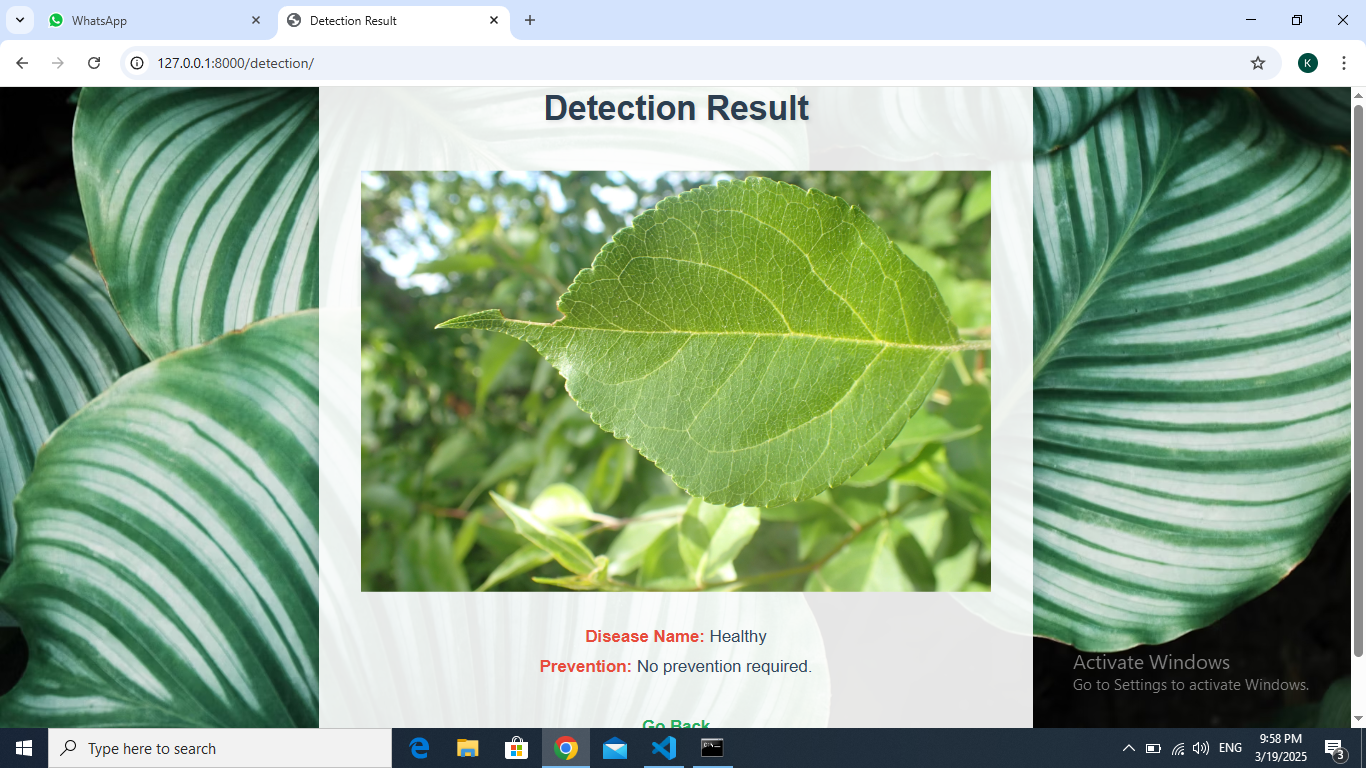 WhatsApp
Detection Result
127.0.0.1:8000/detection/
K
Detection Result
Disease Name: Healthy
Prevention: No prevention required.
Go Back
Activate Windows
Go to Settings to activate Windows.
Type here to search
ENG
9:58 PM
3/19/2025
3